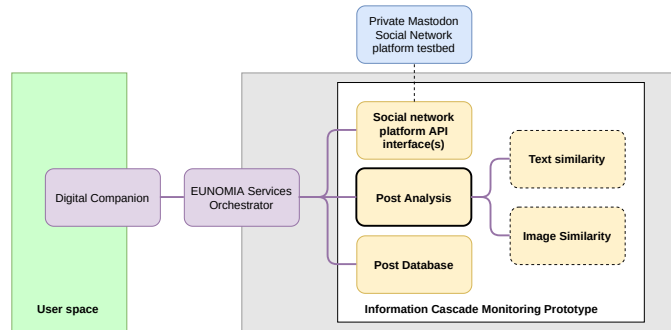 Private Mastodon
Social Network
platform testbed
Social network
platform API
interface(s)
Text similarity
Digital Companion
EUNOMIA Services
Orchestrator
Post Analysis
Image Similarity
Post Database
User space
Information Cascade Monitoring Prototype